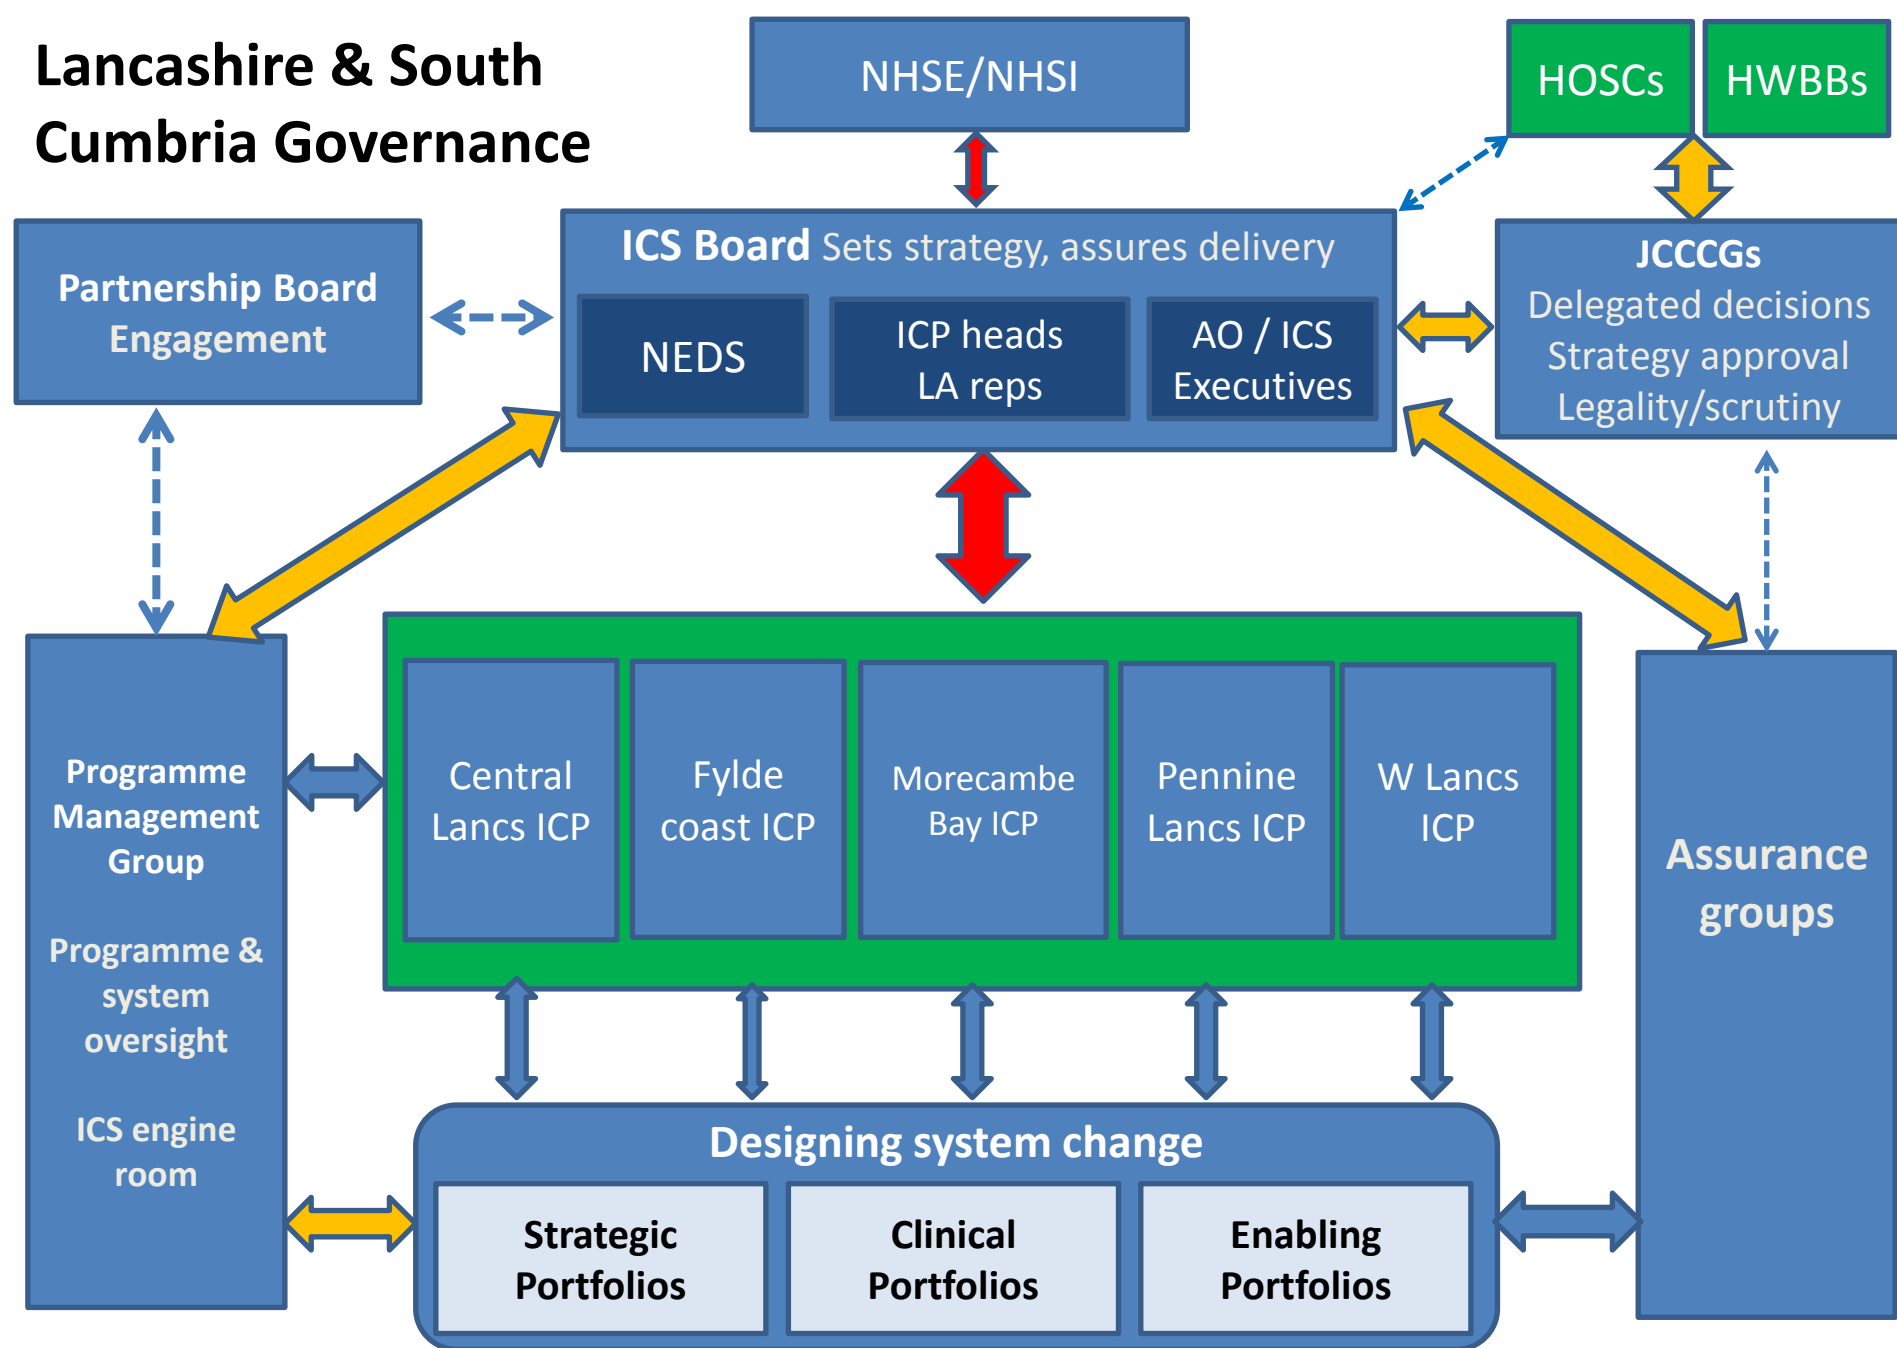 Lancashire & South
Cumbria Governance
NHSE/NHSI
HOSCs
HWBBs
Partnership Board
Engagement
ICS Board Sets strategy, assures delivery
NEDS
ICP heads
LA reps
AO / ICS
Executives
JCCCGs
Delegated decisions
Strategy approval
Legality/scrutiny
Programme
Management
Group
Programme &
system
oversight
ICS engine
room
Central
Lancs ICP
Fylde
coast ICP
Morecambe
Bay ICP
Pennine
Lancs ICP
W Lancs
ICP
Assurance
groups
Designing system change
Strategic
Portfolios
Clinical
Portfolios
Enabling
Portfolios